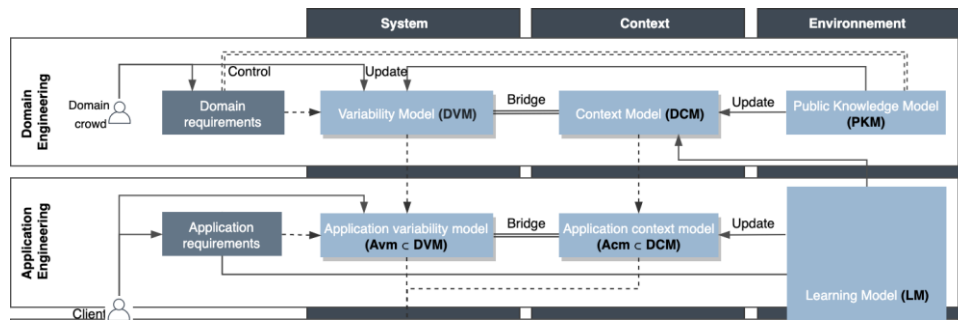 System
Context
Environnement
Domain
Engineering
Control
Update
Domain
crowd
Domain
requirements
Variability Model (DVM)
Bridge
Context Model (DCM)
Update
Public Knowledge Model
(PKM)
Application
Engineering
Application
requirements
Application variability model
(Avm ⊂ DVM)
Bridge
Application context model
(Acm ⊂ DCM)
Update
Learning Model (LM)
Client